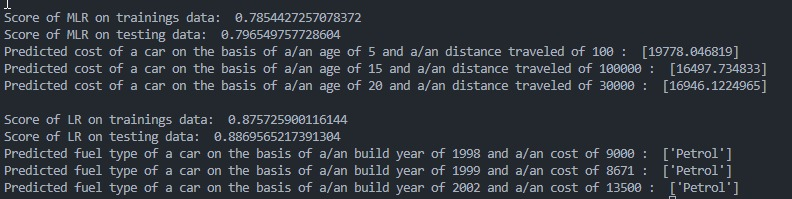 Score of MLR on trainings data:  0.7854427257078372
Score of MLR on testing data:  0.796549757728604
Predicted cost of a car on the basis of a/an age of 5 and a/an distance traveled of 100 :  [19778.046819]
Predicted cost of a car on the basis of a/an age of 15 and a/an distance traveled of 100000 :  [16497.734833]
Predicted cost of a car on the basis of a/an age of 20 and a/an distance traveled of 30000 :  [16946.1224965]
Score of LR on trainings data:  0.875725900116144
Score of LR on testing data:  0.8869565217391304
Predicted fuel type of a car on the basis of a/an build year of 1998 and a/an cost of 9000 :  ['Petrol']
Predicted fuel type of a car on the basis of a/an build year of 1999 and a/an cost of 8671 :  ['Petrol']
Predicted fuel type of a car on the basis of a/an build year of 2002 and a/an cost of 13500 :  ['Petrol']